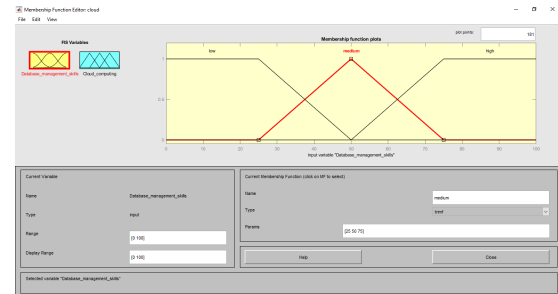 Membership Function Editor: cloud
File Edit View
FIS Variables
Database_management_skills Cloud_computing
Membership function plots
plot points:
181
low medium high
1
0.5
0
0 10 20 30 40 50 60 70 80 90 100
input variable "Database_management_skills"
Current Variable
Name Database_management_skills
Type input
Range [0 100]
Display Range [0 100]
Current Membership Function (click on MF to select)
Name medium
Type trimf
Params [25 50 75]
Help Close
Selected variable "Database_management_skills"